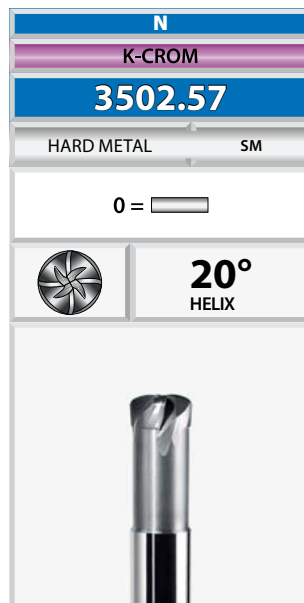 N
K-CROM
3502.57
HARD METAL SM
0 =
20°
HELIX